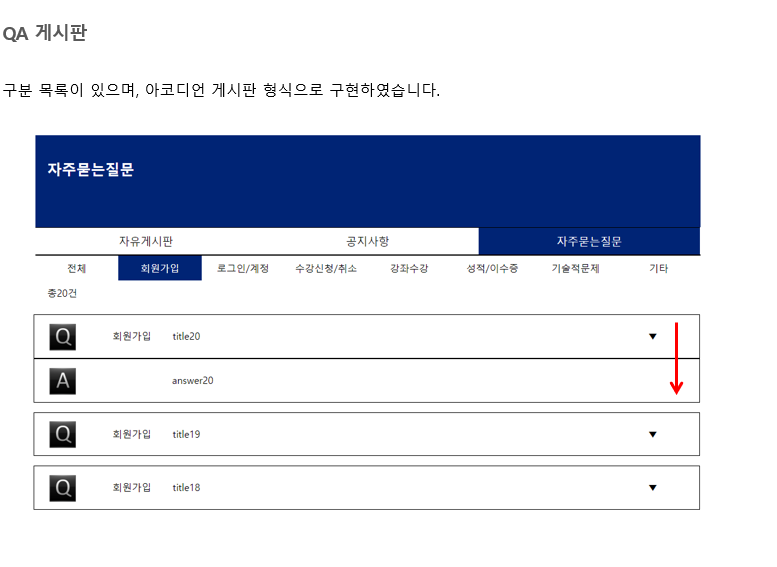 QA 게시판
구분 목록이 있으며, 아코디언 게시판 형식으로 구현하였습니다.
자주묻는질문
자유게시판 공지사항 자주묻는질문
전체 회원가입 로그인/계정 수강신청/취소 강좌수강 성적/이수증 기술적문제 기타
총20건
Q 회원가입 title20 ▼
A answer20
Q 회원가입 title19 ▼
Q 회원가입 title18 ▼